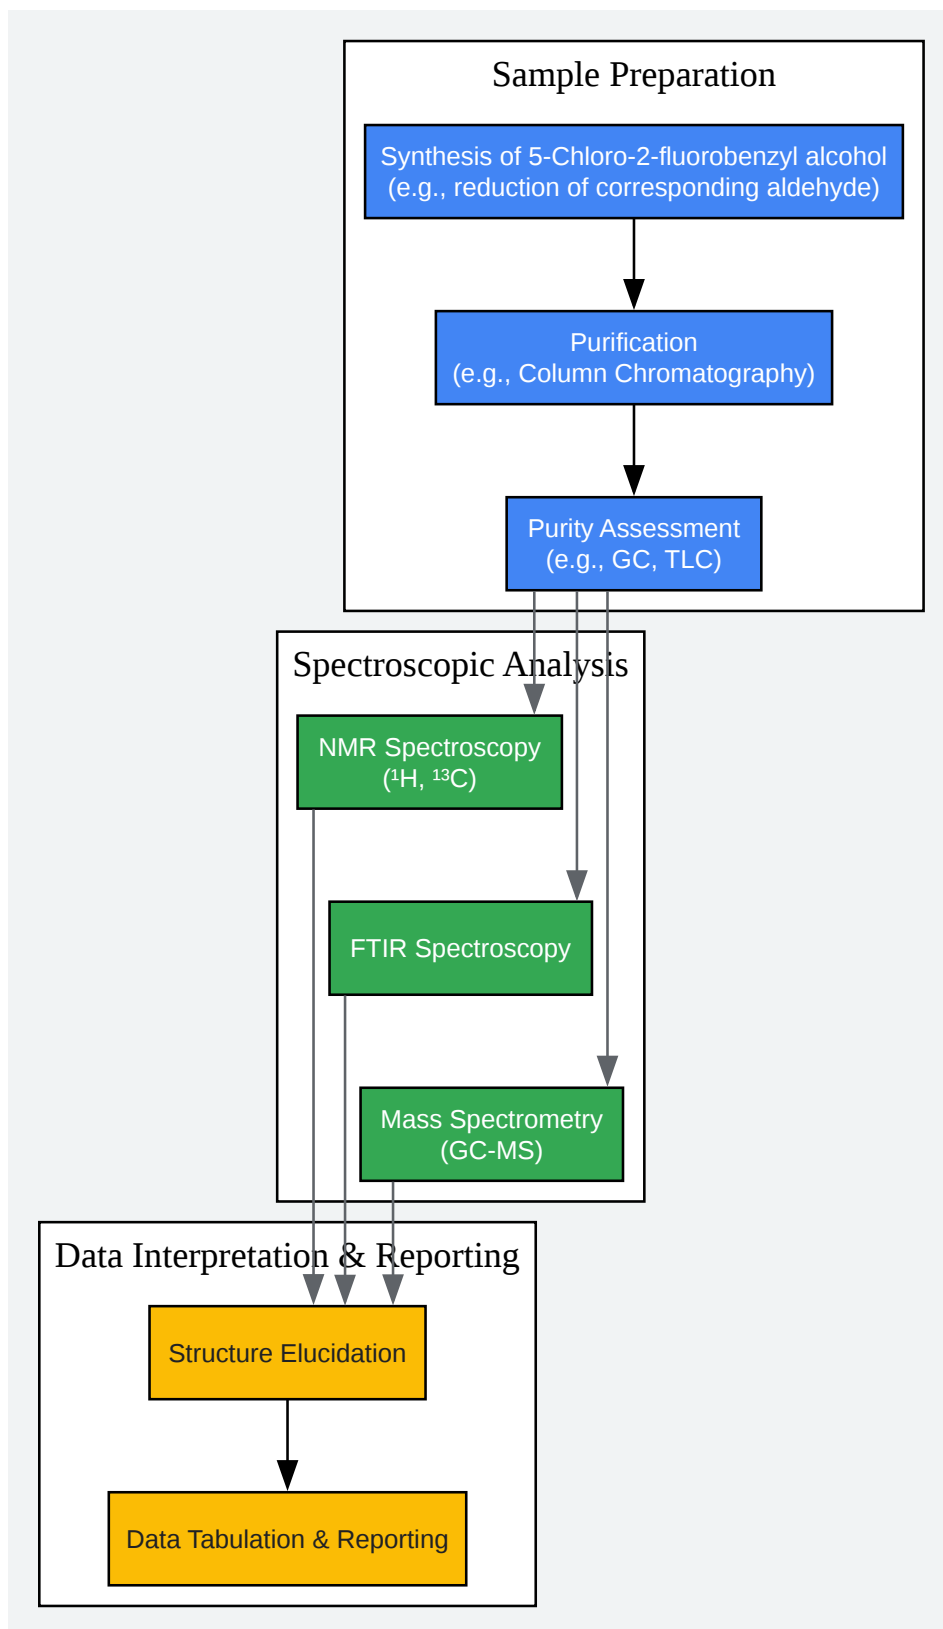 Sample Preparation
Synthesis of 5-Chloro-2-fluorobenzyl alcohol
(e.g., reduction of corresponding aldehyde)
Purification
(e.g., Column Chromatography)
Purity Assessment
(e.g., GC, TLC)
Spectroscopic Analysis
NMR Spectroscopy
(¹H, ¹³C)
FTIR Spectroscopy
Mass Spectrometry
(GC-MS)
Data Interpretation & Reporting
Structure Elucidation
Data Tabulation & Reporting